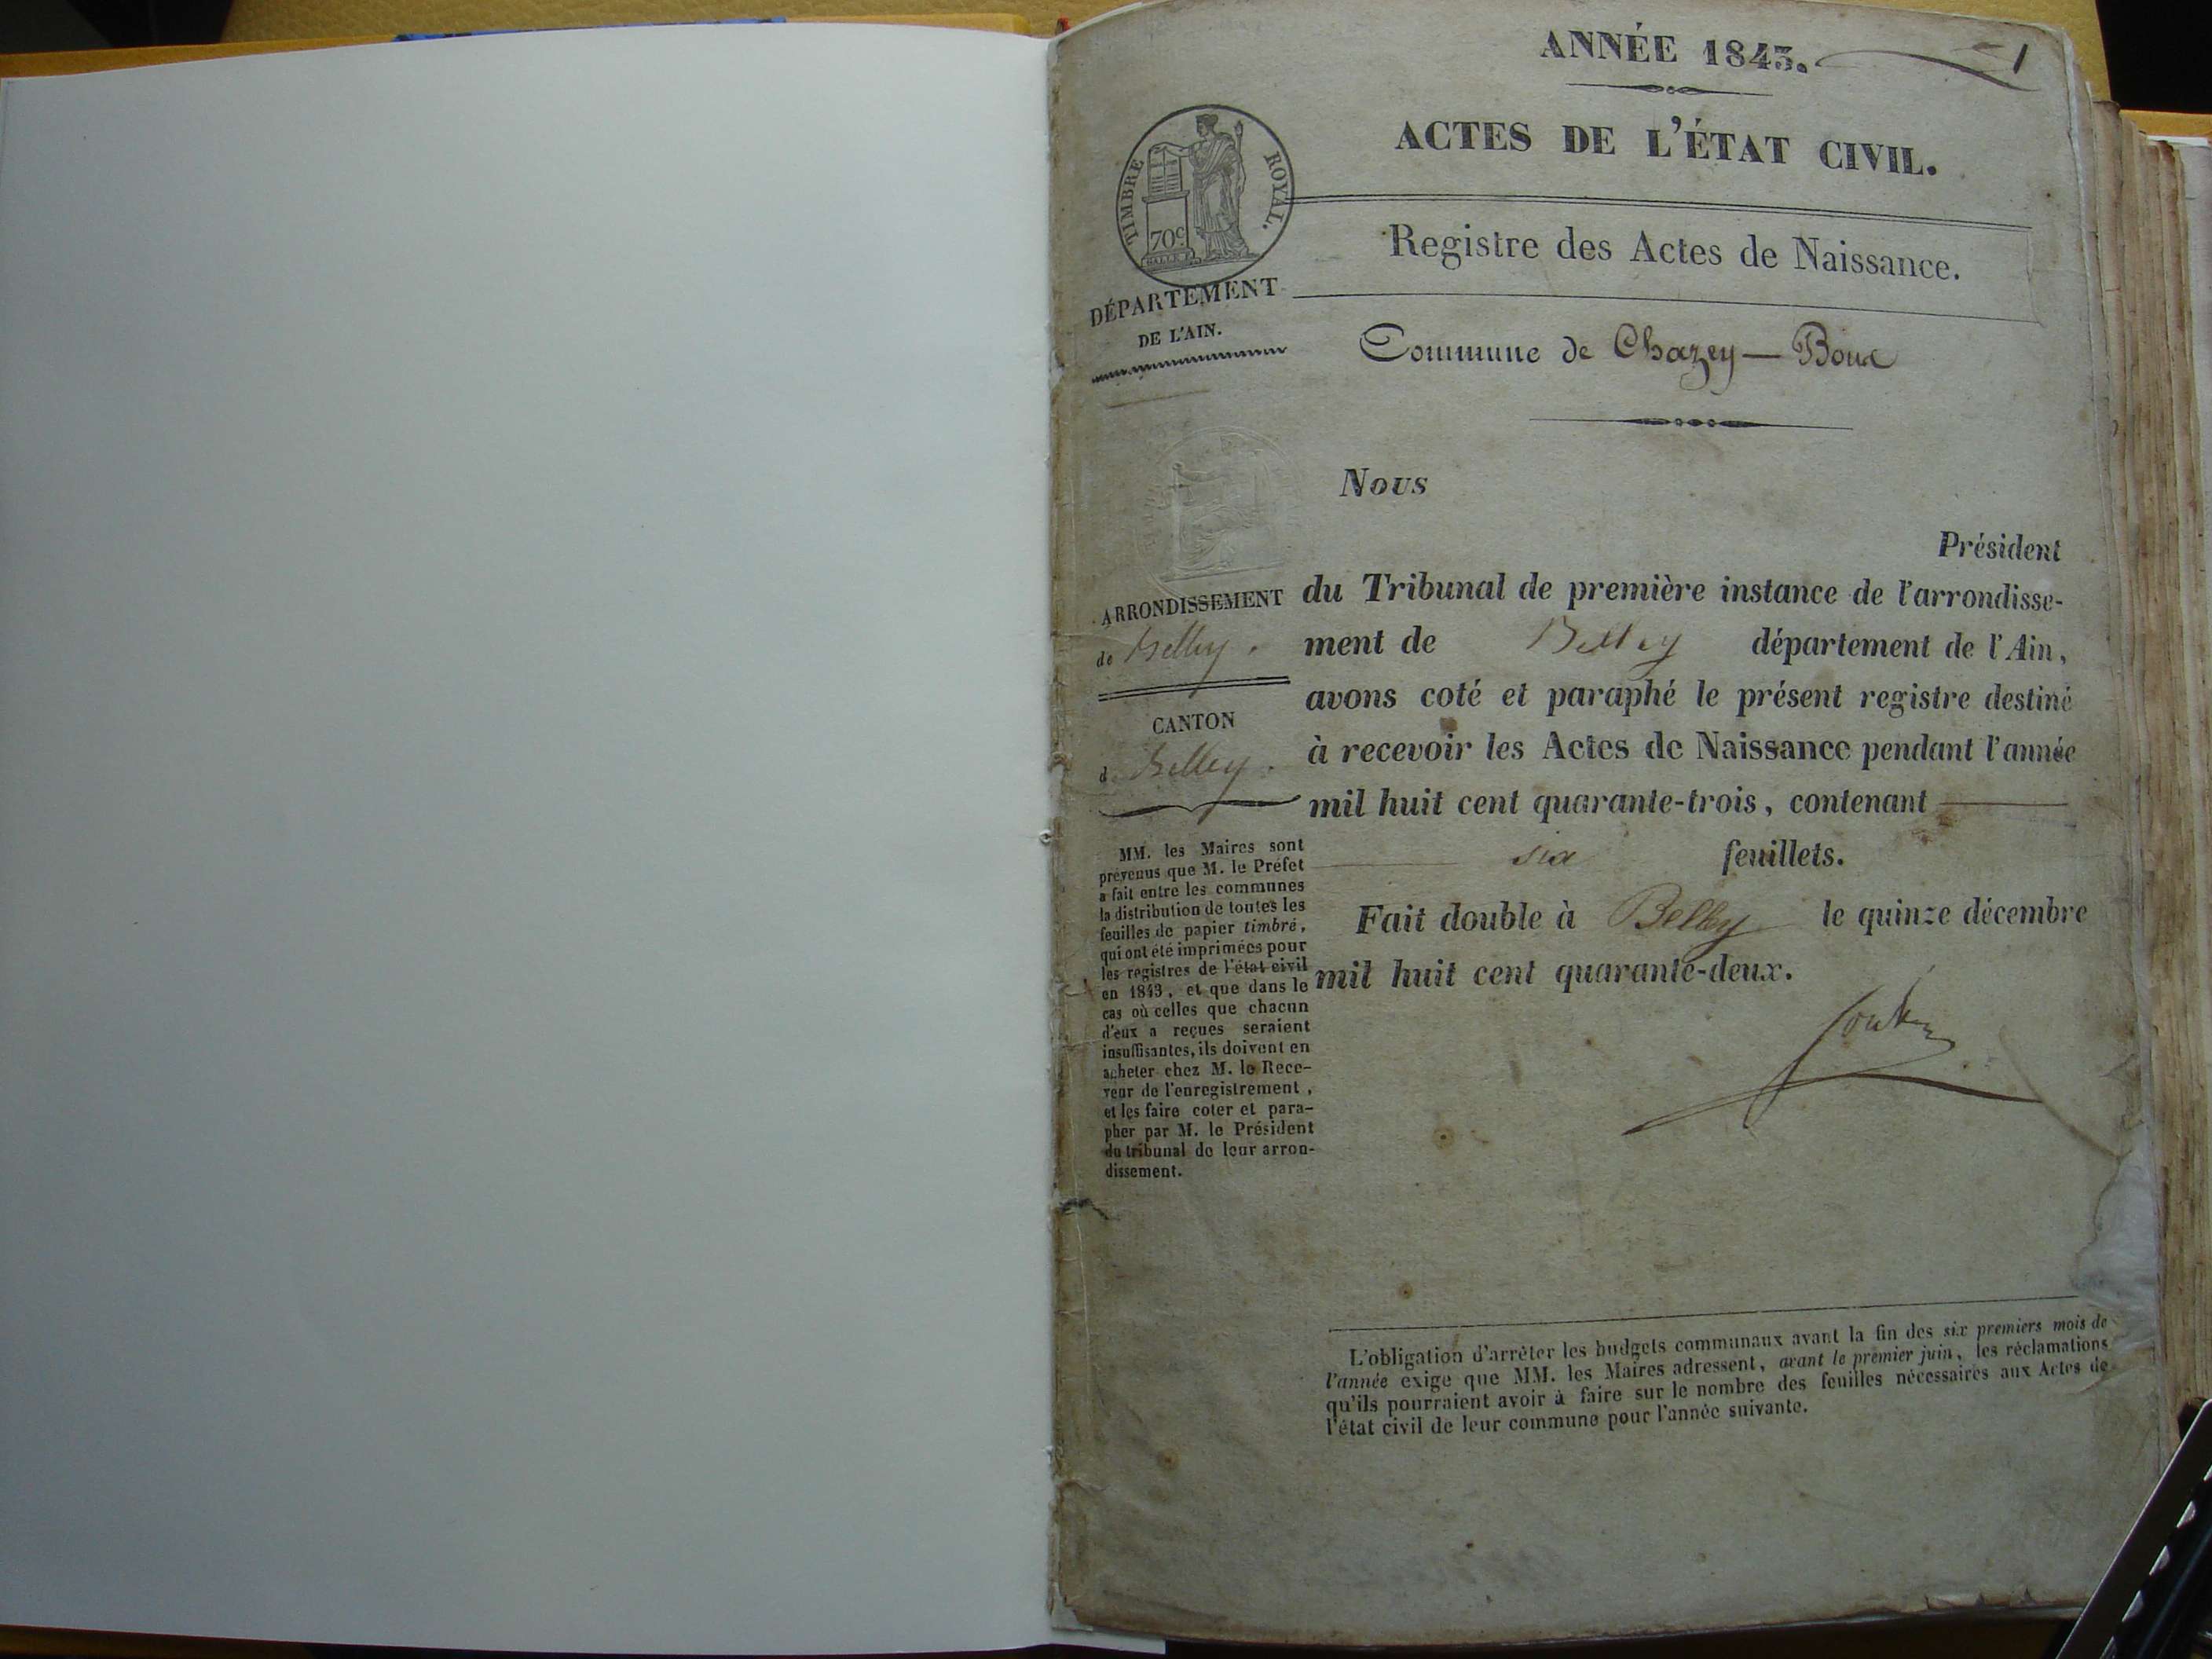 ANNÉE 1843.
1
ACTES DE L'ÉTAT CIVIL.
TIMBRE ROYAL.
70c
Registre des Actes de Naissance.
DÉPARTEMENT
DE L'AIN.
Commune de Chazey — Bons
Nous
Président
du Tribunal de première instance de l'arrondisse-
ment de Belley département de l'Ain,
avons coté et paraphé le présent registre destiné
à recevoir les Actes de Naissance pendant l'année
mil huit cent quarante-trois, contenant
six feuillets.
Fait double à Belley le quinze décembre
mil huit cent quarante-deux.
ARRONDISSEMENT
de Belley.
CANTON
d Belley.
MM. les Maires sont
prévenus que M. le Préfet
a fait entre les communes
la distribution de toutes les
feuilles de papier timbré,
qui ont été imprimées pour
les registres de l'état civil
en 1843, et que dans le
cas où celles que chacun
d'eux a reçues seraient
insuffisantes, ils doivent en
acheter chez M. le Rece-
veur de l'enregistrement,
et les faire coter et para-
pher par M. le Président
du tribunal de leur arron-
dissement.
L'obligation d'arrêter les budgets communaux avant la fin des six premiers mois de
l'année exige que MM. les Maires adressent, avant le premier juin, les réclamations
qu'ils pourraient avoir à faire sur le nombre des feuilles nécessaires aux Actes de
l'état civil de leur commune pour l'année suivante.